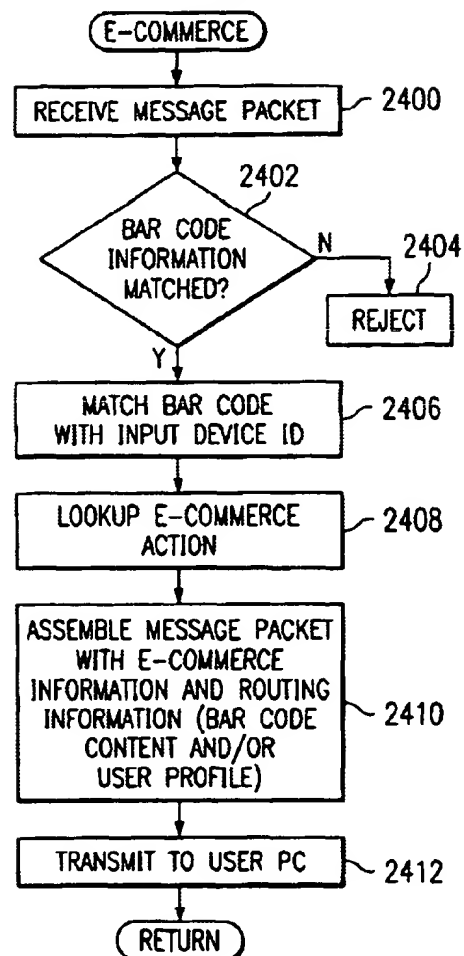 E-COMMERCE
RECEIVE MESSAGE PACKET
2400
2402
BAR CODE
INFORMATION
MATCHED?
N
2404
REJECT
Y
MATCH BAR CODE
WITH INPUT DEVICE ID
2406
LOOKUP E-COMMERCE
ACTION
2408
ASSEMBLE MESSAGE PACKET
WITH E-COMMERCE
INFORMATION AND ROUTING
INFORMATION (BAR CODE
CONTENT AND/OR
USER PROFILE)
2410
TRANSMIT TO USER PC
2412
RETURN